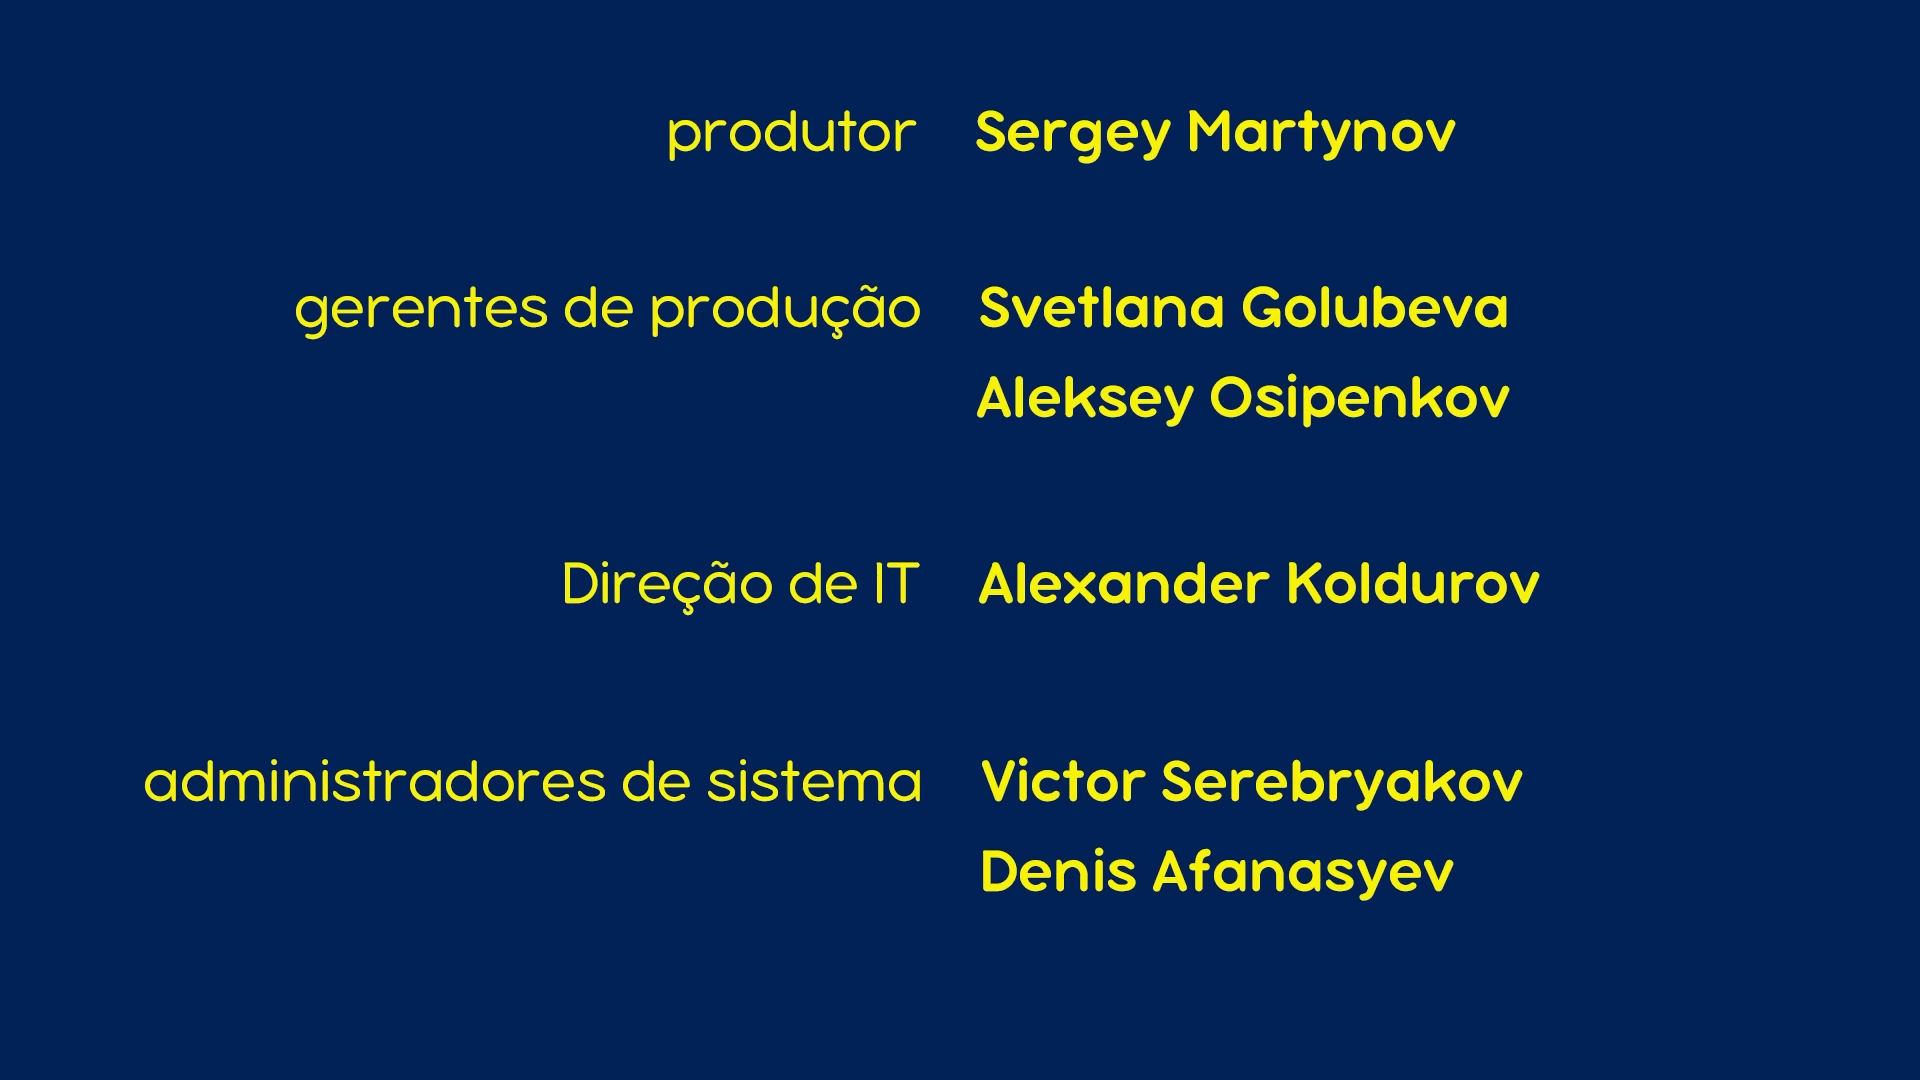 produtor Sergey Martynov
gerentes de produção Svetlana Golubeva
Aleksey Osipenkov
Direção de IT Alexander Koldurov
administradores de sistema Victor Serebryakov
Denis Afanasyev